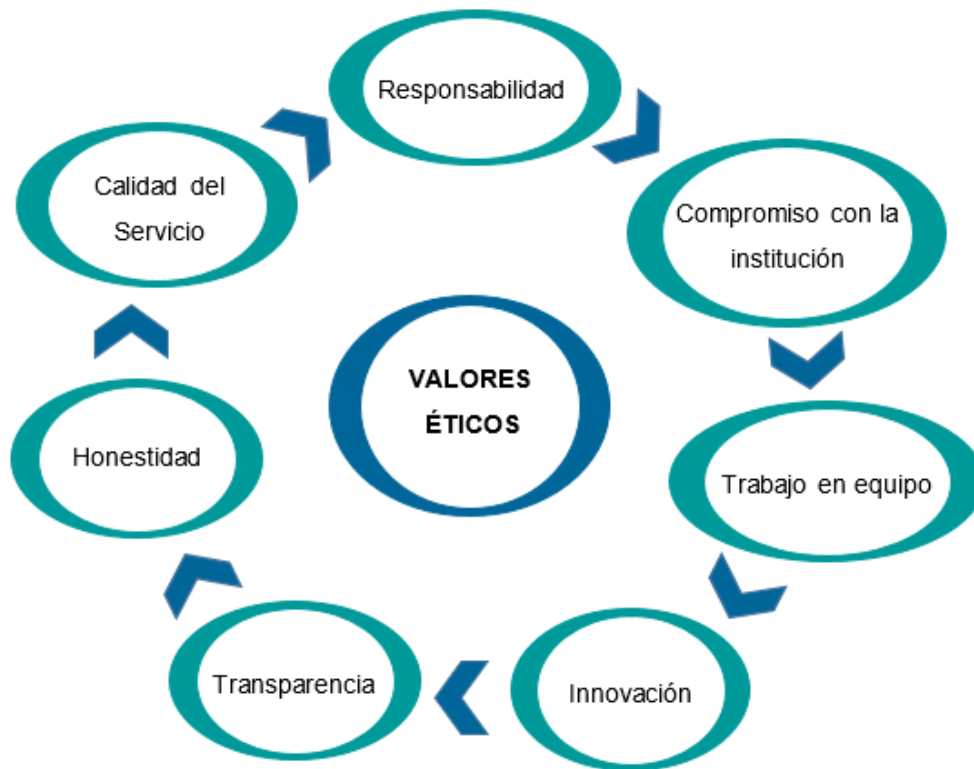 Responsabilidad
Compromiso con la
institución
Trabajo en equipo
Innovación
Transparencia
Honestidad
Calidad del
Servicio
VALORES
ÉTICOS